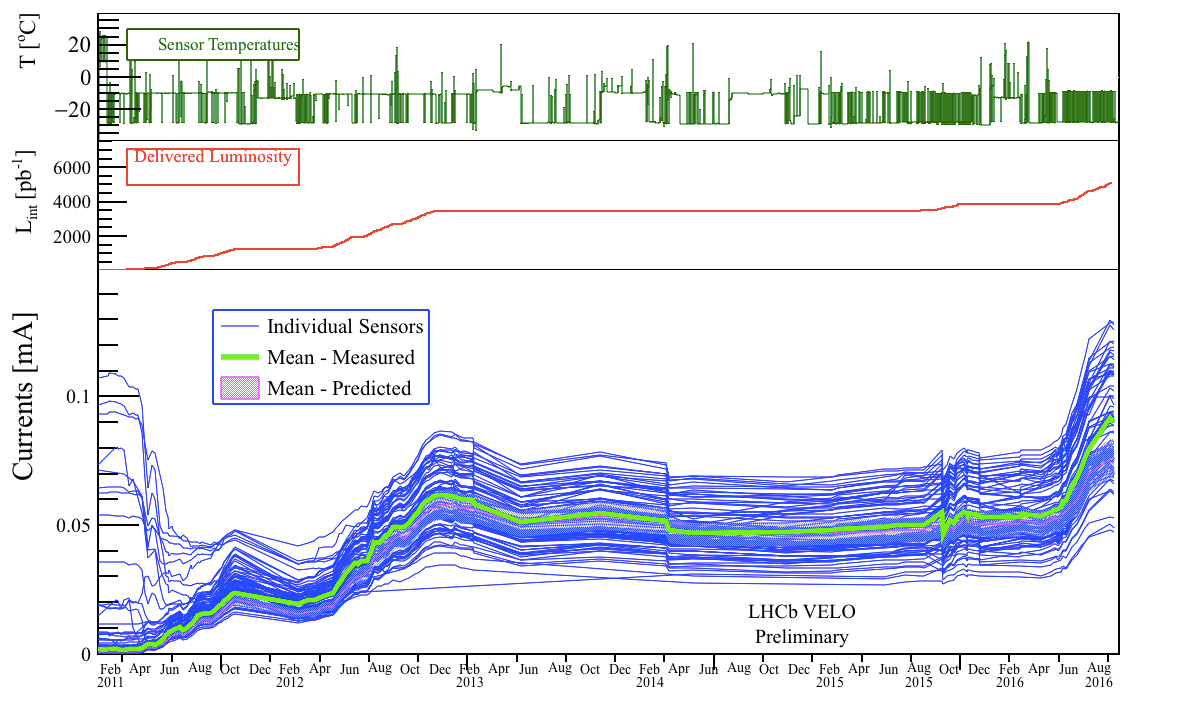 T [ºC]
20
0
−20
Sensor Temperatures
L_int [pb^-1]
6000
4000
2000
Delivered Luminosity
Currents [mA]
0.1
0.05
0
Individual Sensors
Mean - Measured
Mean - Predicted
LHCb VELO
Preliminary
Feb Apr Jun Aug Oct Dec Feb Apr Jun Aug Oct Dec Feb Apr Jun Aug Oct Dec Feb Apr Jun Aug Oct Dec Feb Apr Jun Aug Oct Dec Feb Apr Jun Aug
2011 2012 2013 2014 2015 2015 2016 2016